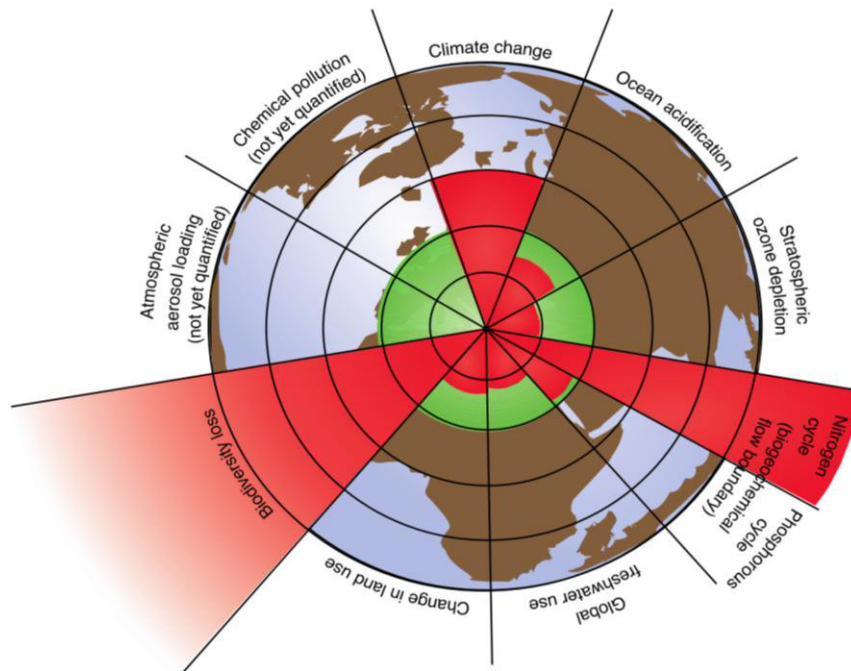 Climate change
Ocean acidification
Stratospheric
ozone depletion
Nitrogen
cycle
(biogeochemical
flow boundary)
Phosphorous
cycle
Global
freshwater use
Change in land use
Biodiversity loss
Atmospheric
aerosol loading
(not yet quantified)
Chemical pollution
(not yet quantified)